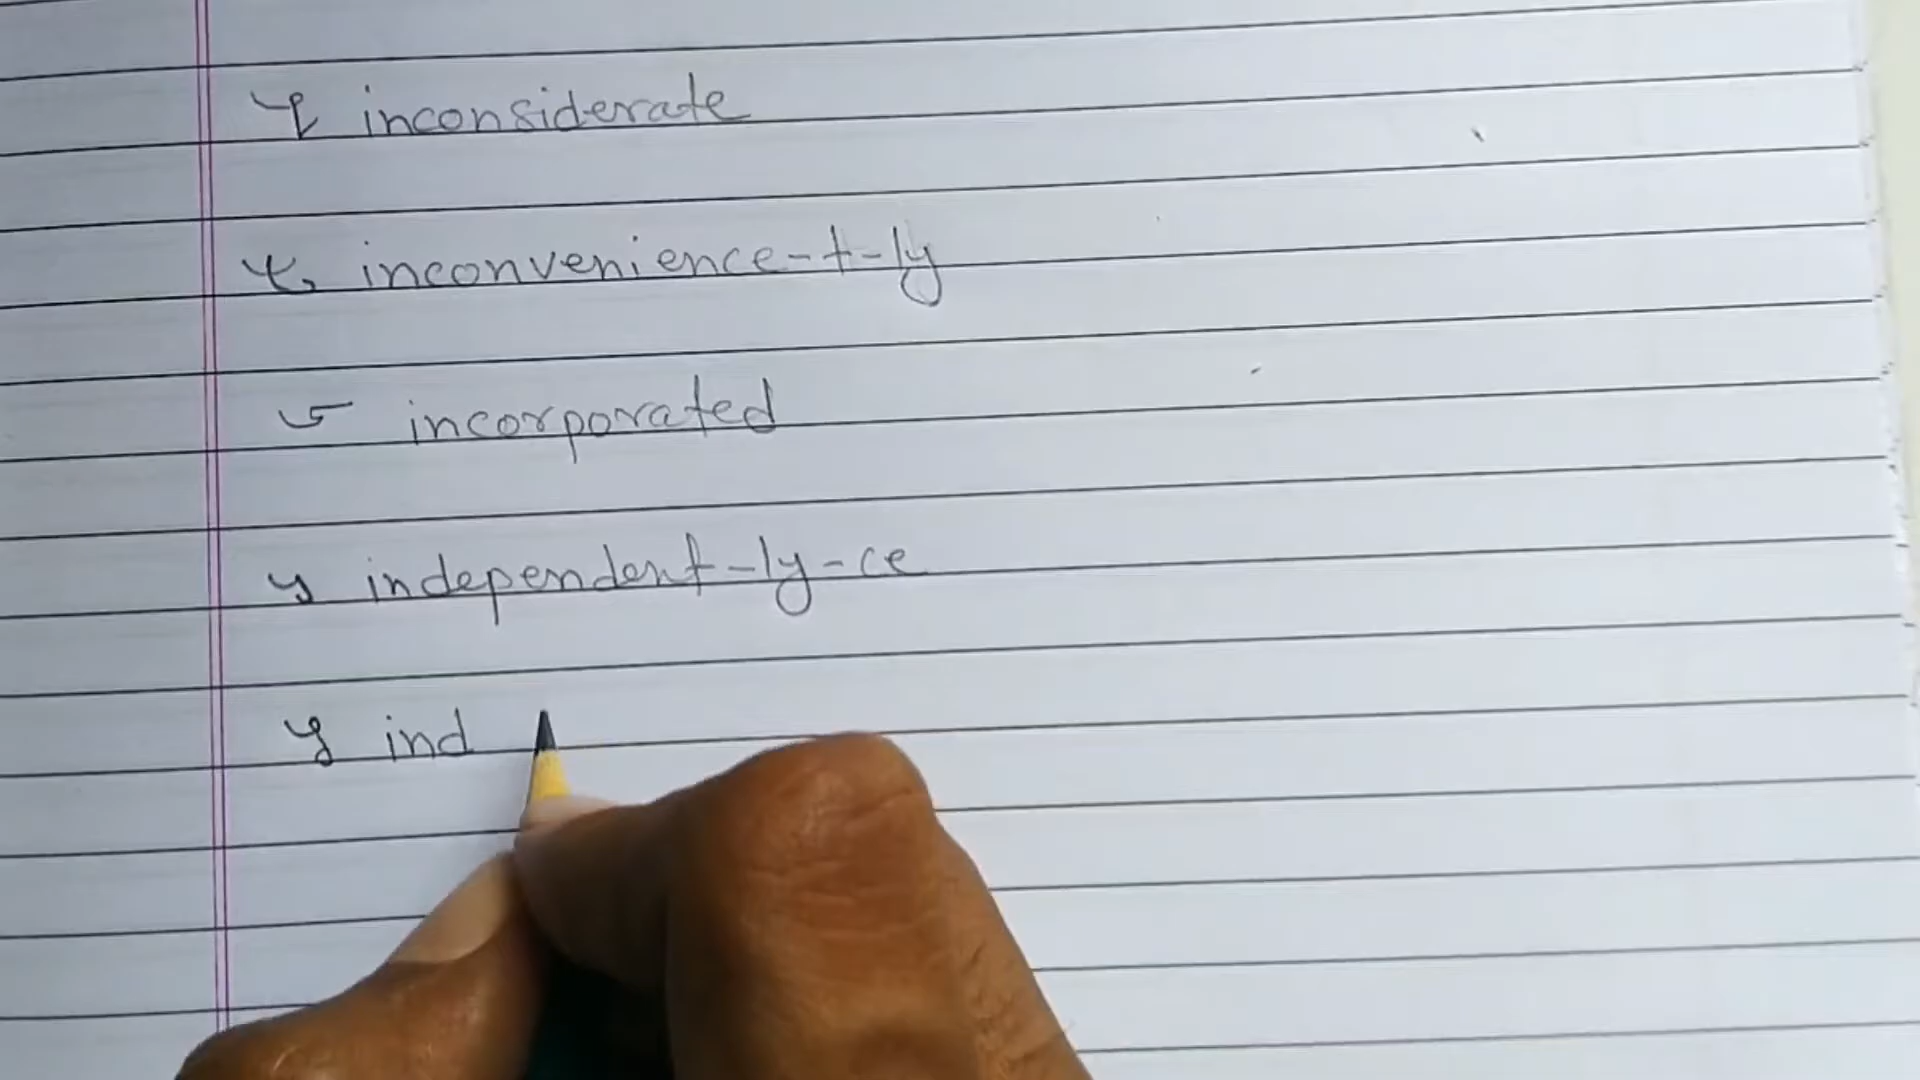 inconsiderate
inconvenience-t-ly
incorporated
independent-ly-ce
ind